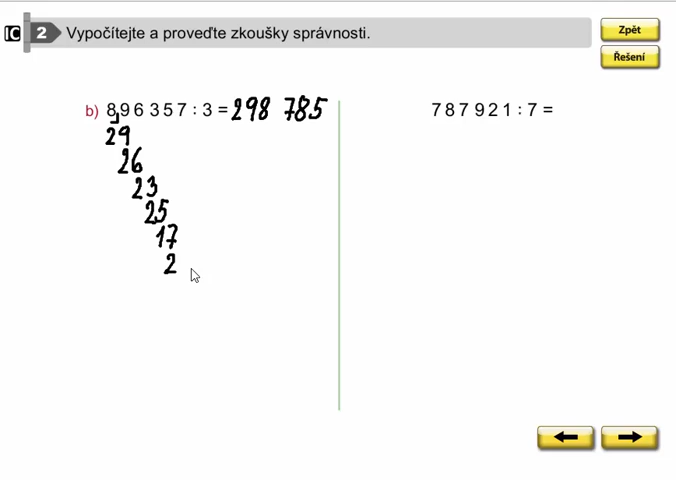 IC 2 Vypočítejte a proveďte zkoušky správnosti.
Zpět
Řešení
b) 896 357 : 3 = 298 785
29
26
23
25
17
2
787 921 : 7 =